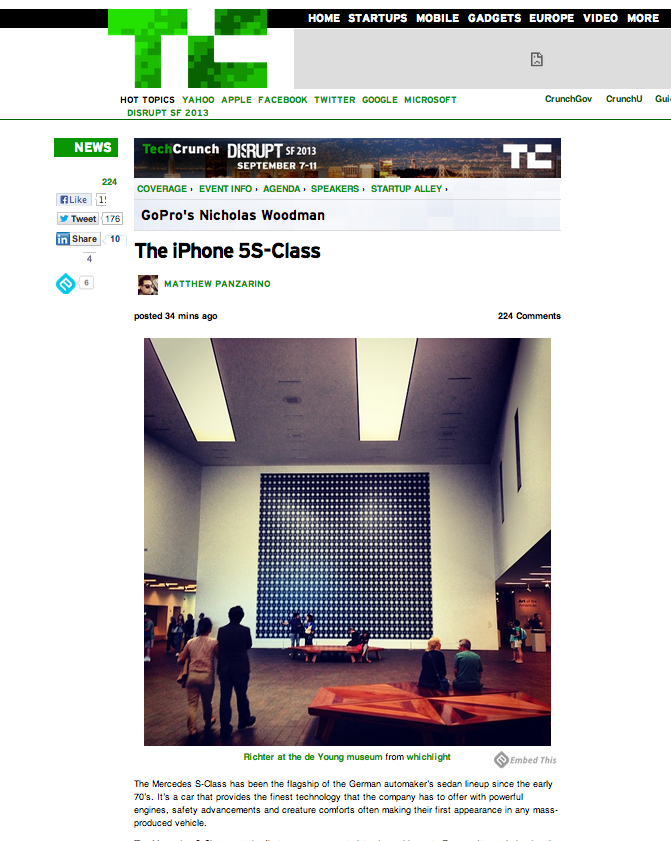 TC
HOME STARTUPS MOBILE GADGETS EUROPE VIDEO MORE
HOT TOPICS YAHOO APPLE FACEBOOK TWITTER GOOGLE MICROSOFT
DISRUPT SF 2013
CrunchGov CrunchU Gui
NEWS
TechCrunch DISRUPT SF 2013
SEPTEMBER 7-11
TC
COVERAGE › EVENT INFO › AGENDA › SPEAKERS › STARTUP ALLEY ›
GoPro's Nicholas Woodman
224
Like
Tweet 176
in Share 10
4
6
The iPhone 5S-Class
MATTHEW PANZARINO
posted 34 mins ago 224 Comments
Richter at the de Young museum from whichlight
Embed This
The Mercedes S-Class has been the flagship of the German automaker's sedan lineup since the early
70's. It's a car that provides the finest technology that the company has to offer with powerful
engines, safety advancements and creature comforts often making their first appearance in any mass-
produced vehicle.